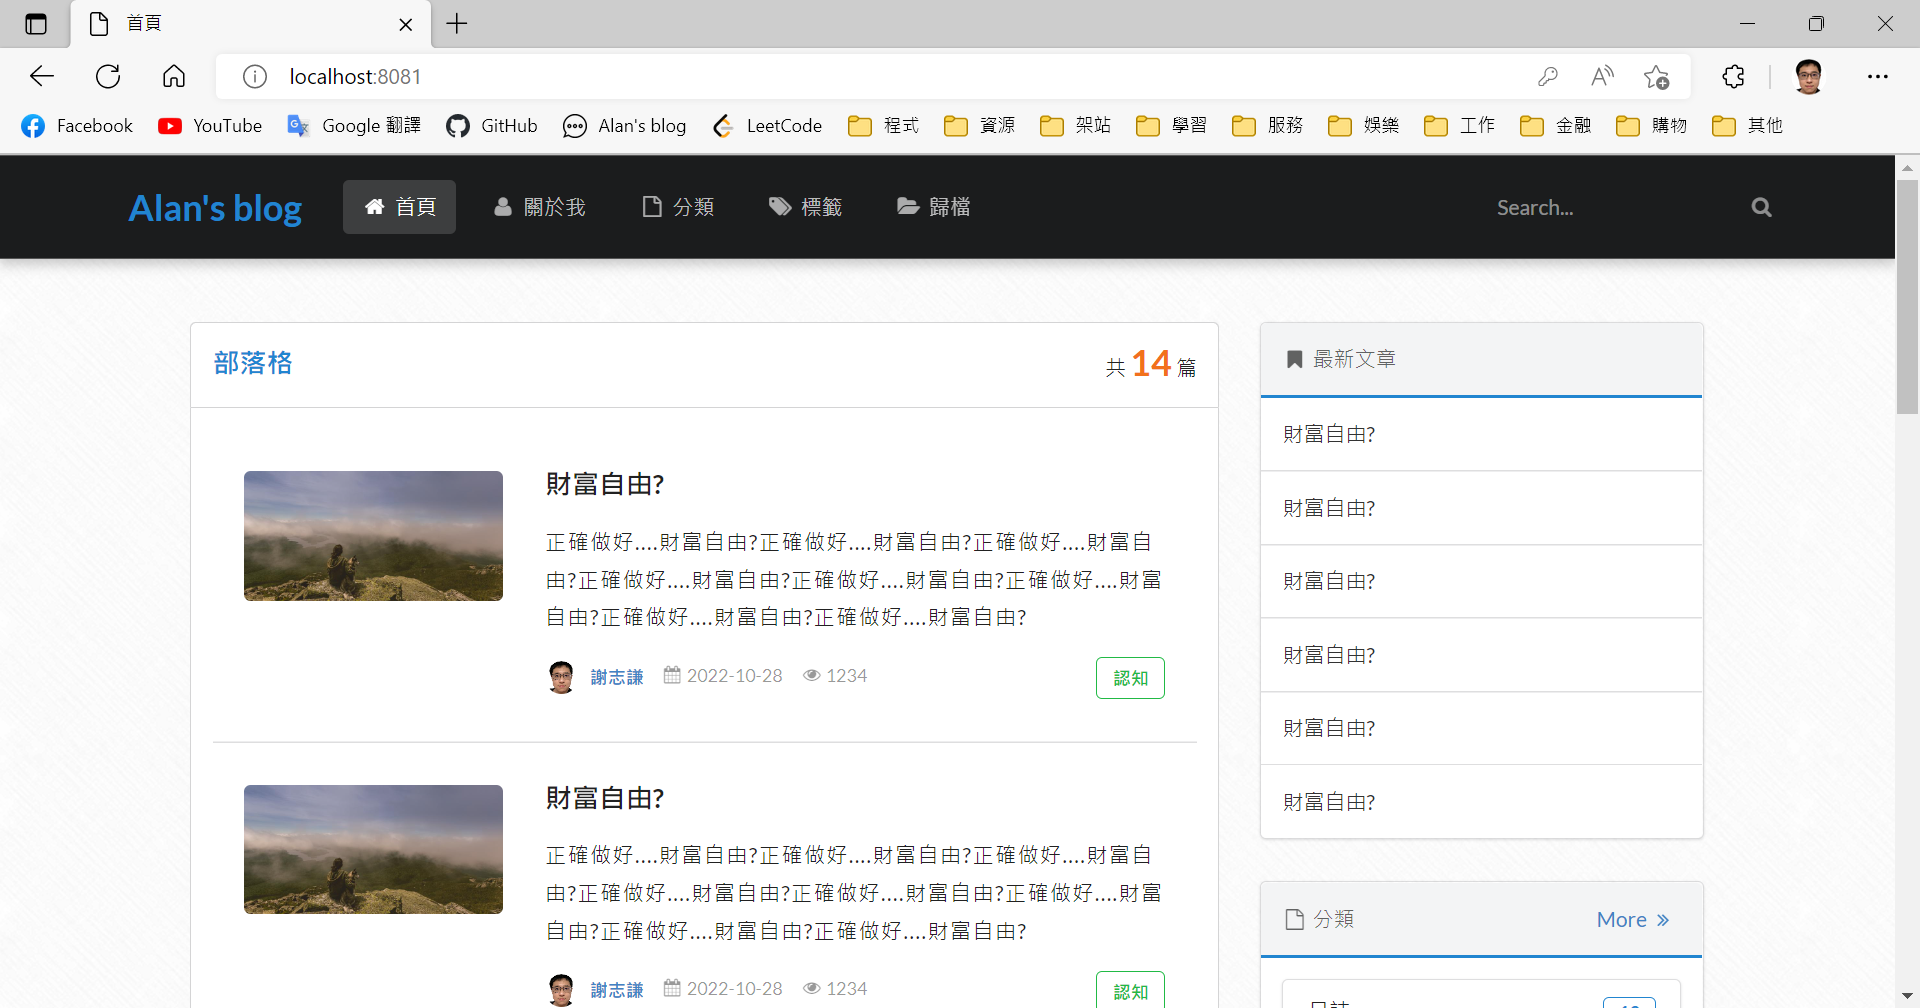 首頁
localhost:8081
Facebook YouTube Google 翻譯 GitHub Alan's blog LeetCode 程式 資源 架站 學習 服務 娛樂 工作 金融 購物 其他
Alan's blog 首頁 關於我 分類 標籤 歸檔 Search...
部落格 共 14 篇
財富自由?
正確做好....財富自由?正確做好....財富自由?正確做好....財富自
由?正確做好....財富自由?正確做好....財富自由?正確做好....財富
自由?正確做好....財富自由?正確做好....財富自由?
謝志謙 2022-10-28 1234 認知
財富自由?
正確做好....財富自由?正確做好....財富自由?正確做好....財富自
由?正確做好....財富自由?正確做好....財富自由?正確做好....財富
自由?正確做好....財富自由?正確做好....財富自由?
謝志謙 2022-10-28 1234 認知
最新文章
財富自由?
財富自由?
財富自由?
財富自由?
財富自由?
財富自由?
分類 More